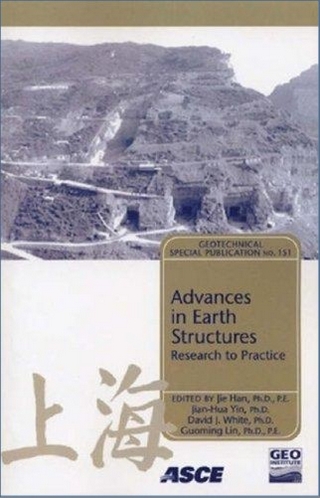 GEOTECHNICAL
SPECIAL PUBLICATION NO. 151
Advances
in Earth
Structures
Research to Practice
EDITED BY Jie Han, Ph.D., P.E.
Jian-Hua Yin, Ph.D.
David J. White, Ph.D.
Guoming Lin, Ph.D., P.E.
上海
ASCE
GEO
INSTITUTE